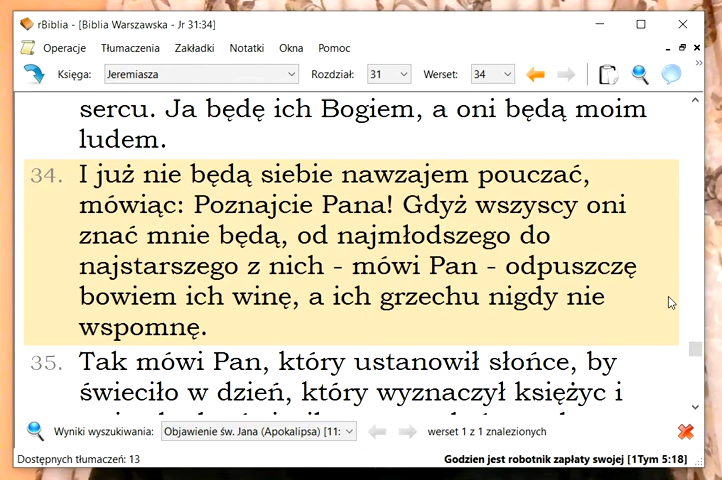 rBiblia - [Biblia Warszawska - Jr 31:34]
Operacje Tłumaczenia Zakładki Notatki Okna Pomoc
Księga: Jeremiasza Rozdział: 31 Werset: 34
sercu. Ja będę ich Bogiem, a oni będą moim
ludem.
34. I już nie będą siebie nawzajem pouczać,
mówiąc: Poznajcie Pana! Gdyż wszyscy oni
znać mnie będą, od najmłodszego do
najstarszego z nich - mówi Pan - odpuszczę
bowiem ich winę, a ich grzechu nigdy nie
wspomnę.
35. Tak mówi Pan, który ustanowił słońce, by
świeciło w dzień, który wyznaczył księżyc i
Wyniki wyszukiwania: Objawienie św. Jana (Apokalipsa) [11: werset 1 z 1 znalezionych
Dostępnych tłumaczeń: 13 Godzien jest robotnik zapłaty swojej [1Tym 5:18]